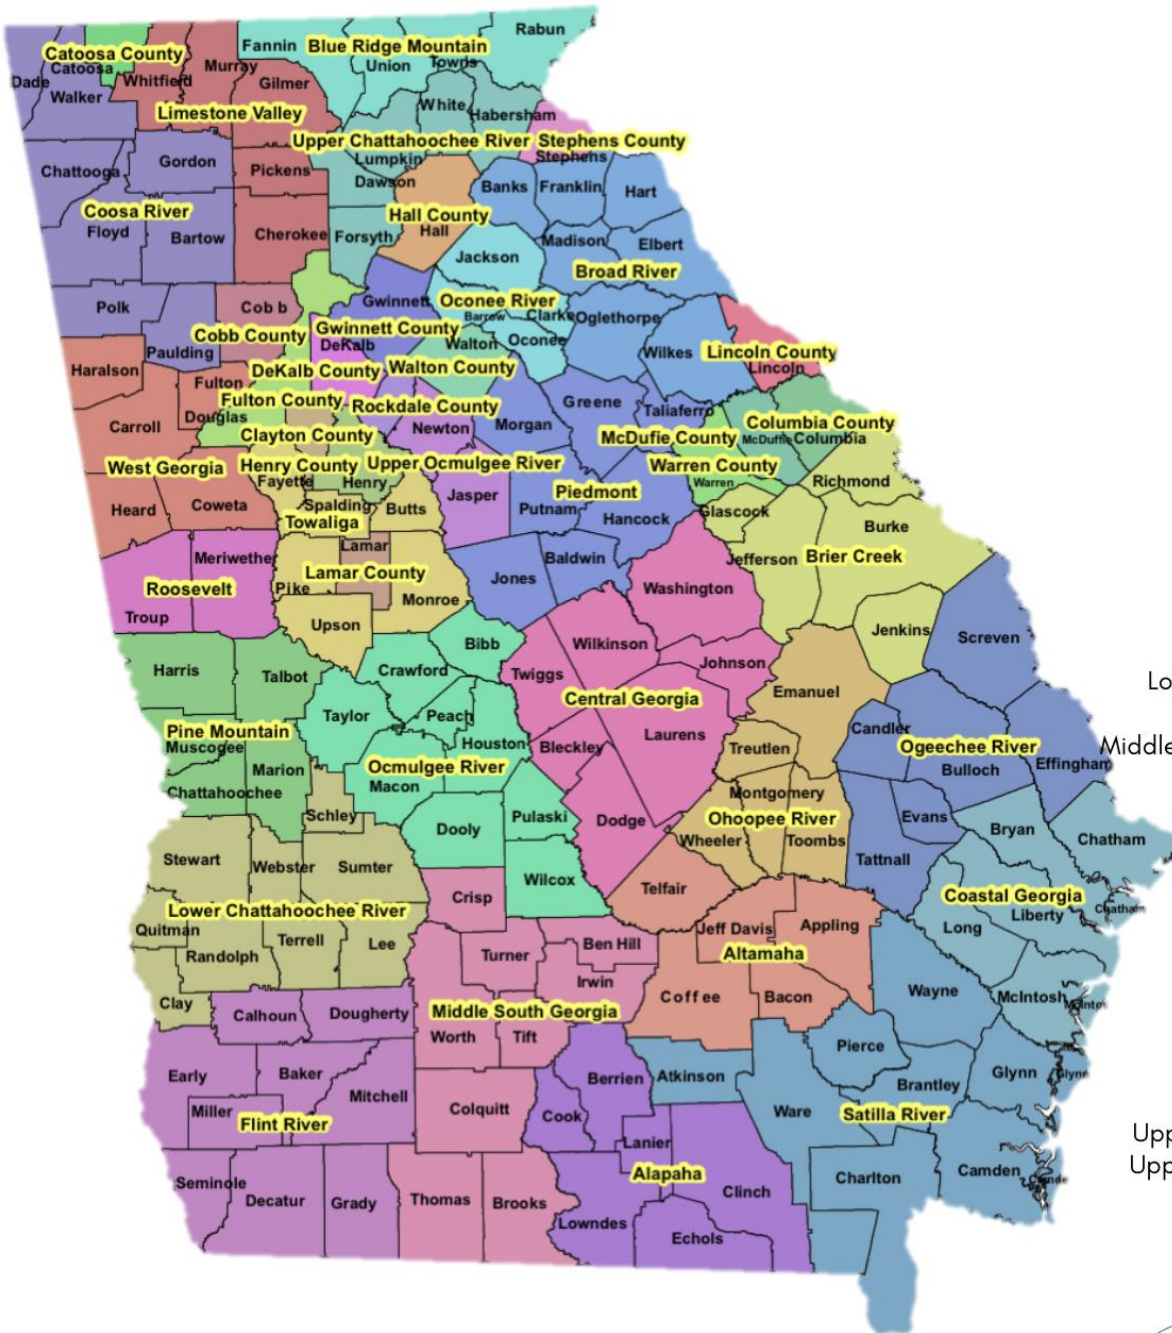 Rabun
Fannin
Blue Ridge Mountain
Catoosa County
Union
Towns
Catoosa
Dade
Whitfield
Murray
Gilmer
Walker
White
Habersham
Limestone Valley
Upper Chattahoochee River
Stephens County
Stephens
Lumpkin
Gordon
Pickens
Chattooga
Dawson
Banks
Franklin
Hart
Coosa River
Hall County
Floyd
Bartow
Cherokee
Forsyth
Hall
Madison
Elbert
Jackson
Broad River
Polk
Cobb
Gwinnett
Oconee River
Barrow
Clarke
Oglethorpe
Cobb County
Gwinnett County
DeKalb
Walton
Oconee
Paulding
Wilkes
Lincoln County
Lincoln
Haralson
DeKalb County
Walton County
Fulton
Fulton County
Rockdale County
Greene
Taliaferro
Douglas
Carroll
Clayton County
Newton
Morgan
McDufie County
Columbia County
McDuffie
Columbia
West Georgia
Henry County
Upper Ocmulgee River
Warren County
Fayette
Henry
Warren
Richmond
Heard
Coweta
Spalding
Butts
Jasper
Piedmont
Putnam
Hancock
Glascock
Burke
Towaliga
Lamar
Meriwether
Baldwin
Jefferson
Brier Creek
Roosevelt
Lamar County
Jones
Washington
Pike
Monroe
Troup
Upson
Jenkins
Screven
Bibb
Wilkinson
Harris
Talbot
Crawford
Twiggs
Johnson
Lo
Emanuel
Central Georgia
Taylor
Peach
Pine Mountain
Muscogee
Houston
Bleckley
Laurens
Treutlen
Candler
Ogeechee River
Middle
Marion
Ocmulgee River
Bulloch
Effingham
Chattahoochee
Macon
Montgomery
Schley
Dooly
Pulaski
Dodge
Ohoopee River
Evans
Bryan
Chatham
Wheeler
Toombs
Stewart
Webster
Sumter
Tattnall
Wilcox
Telfair
Crisp
Coastal Georgia
Chatham
Lower Chattahoochee River
Liberty
Quitman
Terrell
Lee
Jeff Davis
Appling
Long
Randolph
Turner
Ben Hill
Altamaha
Irwin
Clay
Calhoun
Dougherty
Middle South Georgia
Coffee
Bacon
Wayne
McIntosh
Worth
Tift
Pierce
Early
Baker
Berrien
Atkinson
Brantley
Glynn
Glynn
Miller
Mitchell
Colquitt
Cook
Ware
Satilla River
Flint River
Lanier
Upp
Upp
Seminole
Alapaha
Charlton
Camden
Decatur
Grady
Thomas
Brooks
Clinch
Lowndes
Echols